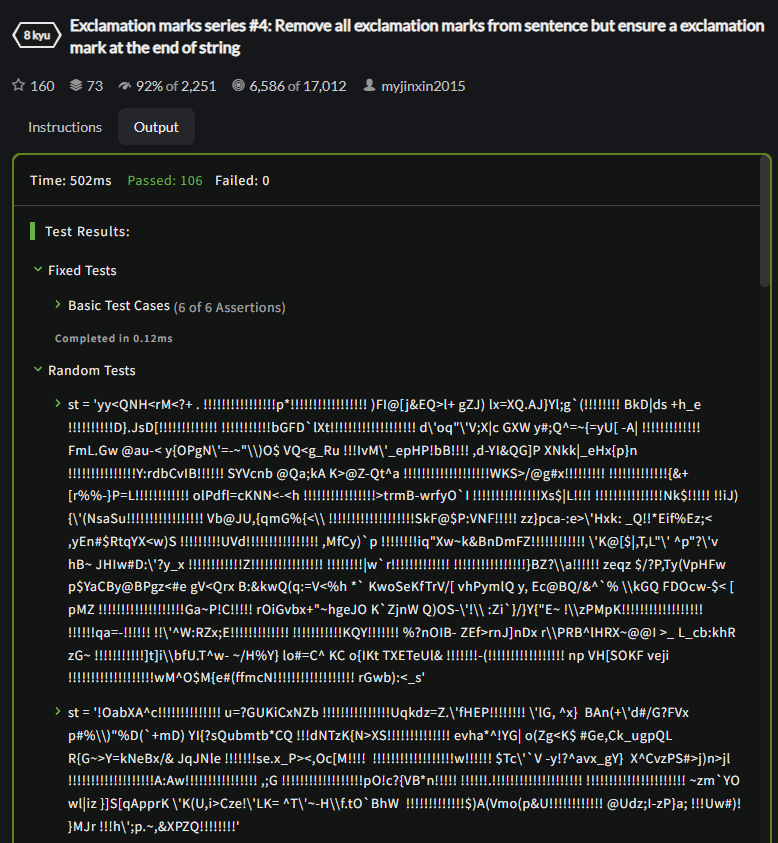 8 kyu
Exclamation marks series #4: Remove all exclamation marks from sentence but ensure a exclamation
mark at the end of string
160 73 92% of 2,251 6,586 of 17,012 myjinxin2015
Instructions Output
Time: 502ms Passed: 106 Failed: 0
Test Results:
Fixed Tests
Basic Test Cases (6 of 6 Assertions)
Completed in 0.12ms
Random Tests
st = 'yy<QNH<rM<?+ . !!!!!!!!!!!!!!!!p*!!!!!!!!!!!!!!!!! )FI@[j&EQ>l+ gZJ) lx=XQ.AJ}Yl;g`(!!!!!!!! BkD|ds +h_e
!!!!!!!!!!D}.JsD[!!!!!!!!!!!!! !!!!!!!!!!!bGFD`lXt!!!!!!!!!!!!!!!!!! d\'oq"\'V;X|c GXW y#;Q^=~{=yU[ -A| !!!!!!!!!!!!!
FmL.Gw @au-< y{OPgN\'=-~"\\)O$ VQ<g_Ru !!!IvM\'_epHP!bB!!!! ,d-YI&QG]P XNkk|_eHx{p}n
!!!!!!!!!!!!!!!Y:rdbCvIB!!!!!! SYVcnb @Qa;kA K>@Z-Qt^a !!!!!!!!!!!!!!!!!!!WKS>/@g#x!!!!!!!!! !!!!!!!!!!!!!{&+
[r%%-}P=L!!!!!!!!!!!! olPdfl=cKNN<-<h !!!!!!!!!!!!!!!!>trmB-wrfyO`I !!!!!!!!!!!!!!!Xs$|L!!!! !!!!!!!!!!!!!!!Nk$!!!!! !!iJ)
{\'(NsaSu!!!!!!!!!!!!!!!!! Vb@JU,{qmG%{<\\ !!!!!!!!!!!!!!!!!!!SkF@$P:VNF!!!!! zz}pca-:e>\'Hxk: _Q!!*Eif%Ez;<
,yEn#$RtqYX<w)S !!!!!!!!!UVd!!!!!!!!!!!!!!!! ,MfCy)`p !!!!!!!!iq"Xw~k&BnDmFZ!!!!!!!!!!!! \'K@[$|,T,L"\' ^p"?\'v
hB~ JHIw#D:\'?y_x !!!!!!!!!!!!!Z!!!!!!!!!!!!!!!! !!!!!!!!|w`r!!!!!!!!!!!!! !!!!!!!!!!!!!!!!}BZ?\\a!!!!!! zeqz $/?P,Ty(VpHFw
p$YaCBy@BPgz<#e gV<Qrx B:&kwQ(q:=V<%h *` KwoSeKfTrV/[ vhPymlQ y, Ec@BQ/&^`% \\kGQ FDOcw-$< [
pMZ !!!!!!!!!!!!!!!!!!!Ga~P!C!!!!! rOiGvbx+"~hgeJO K`ZjnW Q)OS-\'!\\ :Zi`}/}Y{"E~ !\\zPMpK!!!!!!!!!!!!!!!!!!
!!!!!!qa=-!!!!!! !!\'^W:RZx;E!!!!!!!!!!!!! !!!!!!!!!!!KQY!!!!!!! %?nOIB- ZEf>rnJ]nDx r\\PRB^lHRX~@@I >_ L_cb:khR
zG~ !!!!!!!!!!!]t]i\\bfU.T^w- ~/H%Y} lo#=C^ KC o{IKt TXETeUl& !!!!!!!-(!!!!!!!!!!!!!!!!! np VH[SOKF veji
!!!!!!!!!!!!!!!!!!!wM^O$M{e#(ffmcN!!!!!!!!!!!!!!!!!! rGwb):<_s'
st = '!OabXA^c!!!!!!!!!!!!!! u=?GUKiCxNZb !!!!!!!!!!!!!!!!Uqkdz=Z.\'fHEP!!!!!!!! \'lG, ^x} BAn(+\'d#/G?FVx
p#%\\)"%D(`+mD) YI{?sQubmtb*CQ !!!dNTzK{N>XS!!!!!!!!!!!!!! evha*^!YG| o(Zg<K$ #Ge,Ck_ugpQL
R{G~>Y=kNeBx/& JqJNle !!!!!!!se.x_P><,Oc[M!!!! !!!!!!!!!!!!!!!!!!w!!!!!! $Tc\'`V -y!?^avx_gY} X^CvzPS#>j)n>jl
!!!!!!!!!!!!!!!!!!!A:Aw!!!!!!!!!!!!!! ,;G !!!!!!!!!!!!!!!!!!pO!c?{VB*n!!!!! !!!!!!.!!!!!!!!!!!!!!!!!!!! !!!!!!!!!!!!!!!!!!!!!! ~zm`YO
wl|iz }]S[qApprK \'K(U,i>Cze!\'LK= ^T\'~-H\\f.tO`BhW !!!!!!!!!!!!!$)A(Vmo(p&U!!!!!!!!!!!! @Udz;I-zP}a; !!!Uw#)!
}MJr !!!h\';p.~,&XPZQ!!!!!!!!'